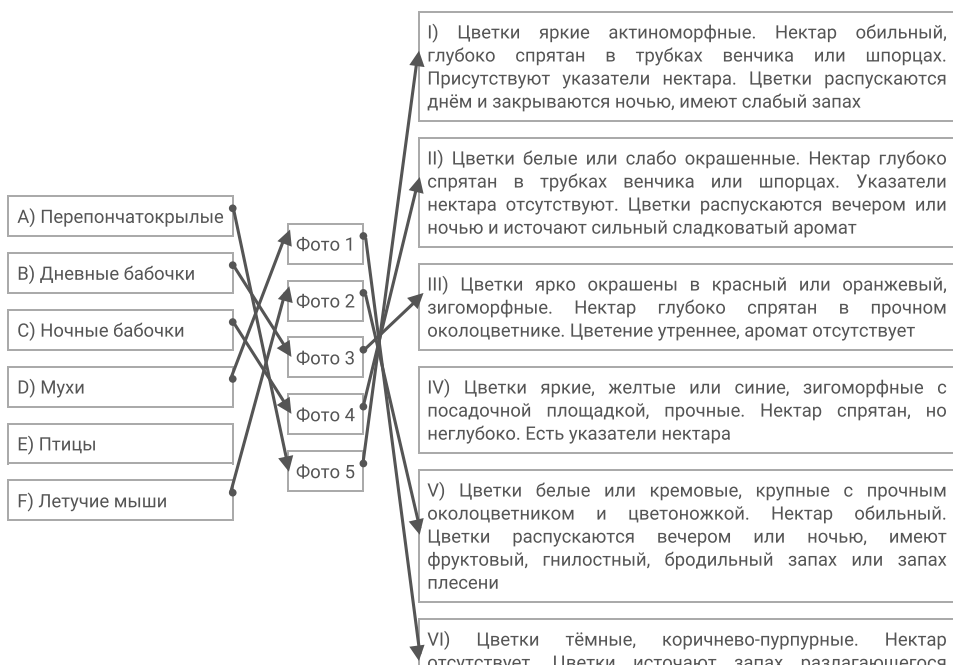 A) Перепончатокрылые
B) Дневные бабочки
C) Ночные бабочки
D) Мухи
E) Птицы
F) Летучие мыши
Фото 1
Фото 2
Фото 3
Фото 4
Фото 5
I) Цветки яркие актиноморфные. Нектар обильный,
глубоко спрятан в трубках венчика или шпорцах.
Присутствуют указатели нектара. Цветки распускаются
днём и закрываются ночью, имеют слабый запах
II) Цветки белые или слабо окрашенные. Нектар глубоко
спрятан в трубках венчика или шпорцах. Указатели
нектара отсутствуют. Цветки распускаются вечером или
ночью и источают сильный сладковатый аромат
III) Цветки ярко окрашены в красный или оранжевый,
зигоморфные. Нектар глубоко спрятан в прочном
околоцветнике. Цветение утреннее, аромат отсутствует
IV) Цветки яркие, желтые или синие, зигоморфные с
посадочной площадкой, прочные. Нектар спрятан, но
неглубоко. Есть указатели нектара
V) Цветки белые или кремовые, крупные с прочным
околоцветником и цветоножкой. Нектар обильный.
Цветки распускаются вечером или ночью, имеют
фруктовый, гнилостный, бродильный запах или запах
плесени
VI) Цветки тёмные, коричнево-пурпурные. Нектар
отсутствует. Цветки источают запах разлагающегося